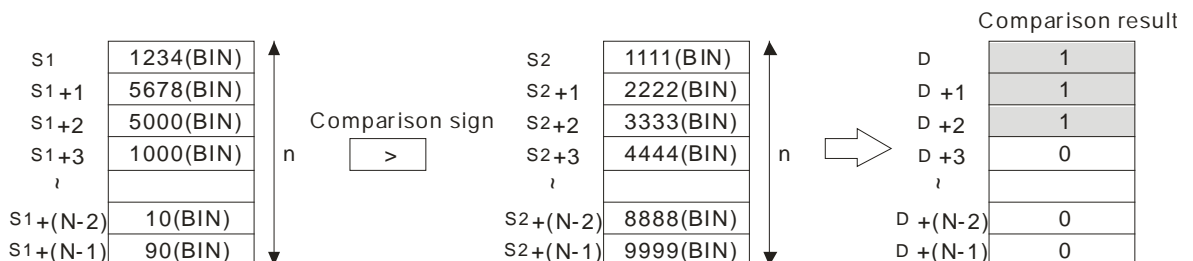 Comparison result
S1 1234(BIN) S2 1111(BIN) D 1
S1+1 5678(BIN) S2+1 2222(BIN) D +1 1
S1+2 5000(BIN) Comparison sign S2+2 3333(BIN) D +2 1
S1+3 1000(BIN) n > S2+3 4444(BIN) n D +3 0
~ ~ ~
S1+(N-2) 10(BIN) S2+(N-2) 8888(BIN) D +(N-2) 0
S1+(N-1) 90(BIN) S2+(N-1) 9999(BIN) D +(N-1) 0